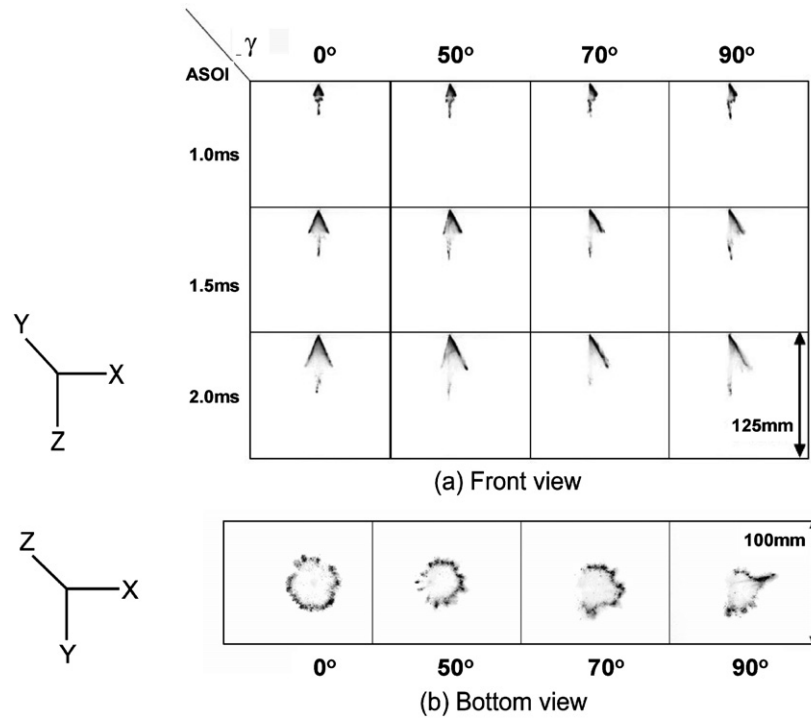 γ
0° 50° 70° 90°
ASOI
1.0ms
1.5ms
2.0ms
125mm
Y
X
Z
(a) Front view
Z
X
Y
100mm
0° 50° 70° 90°
(b) Bottom view